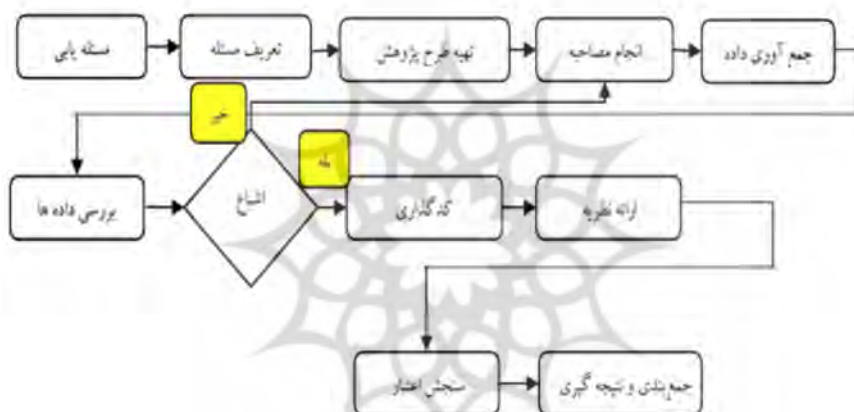 مسئله یابی
تعریف مسئله
تهیه طرح پژوهش
انجام مصاحبه
جمع آوری داده
خیر
بله
بررسی داده ها
اشباع
کدگذاری
ارائه نظریه
سنجش اعتبار
جمع بندی و نتیجه گیری